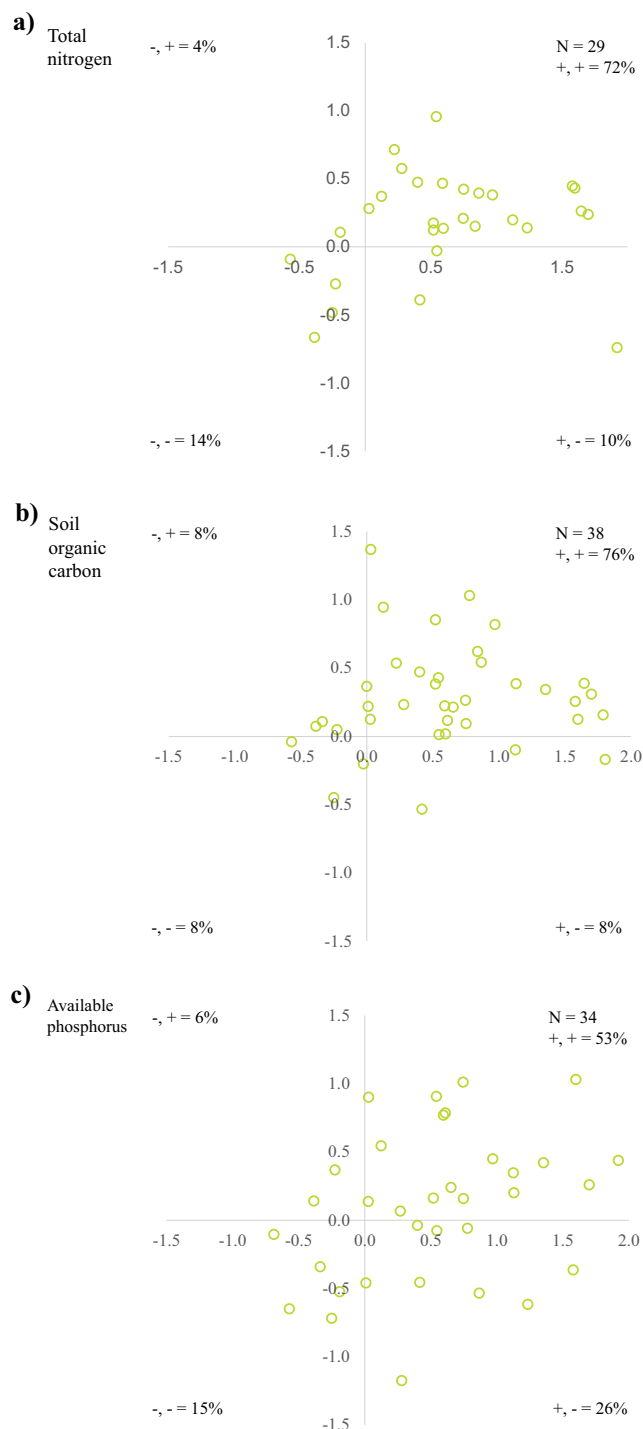 a) Total
nitrogen
-, + = 4%
N = 29
+, + = 72%
1.5
1.0
0.5
0.0
-1.5 -0.5 0.5 1.5
-0.5
-1.0
-1.5
-, - = 14%
+, - = 10%
b) Soil
organic
carbon
-, + = 8%
N = 38
+, + = 76%
1.5
1.0
0.5
0.0
-1.5 -1.0 -0.5 0.0 0.5 1.0 1.5 2.0
-0.5
-1.0
-1.5
-, - = 8%
+, - = 8%
c) Available
phosphorus
-, + = 6%
N = 34
+, + = 53%
1.5
1.0
0.5
0.0
-1.5 -1.0 -0.5 0.0 0.5 1.0 1.5 2.0
-0.5
-1.0
-1.5
-, - = 15%
+, - = 26%